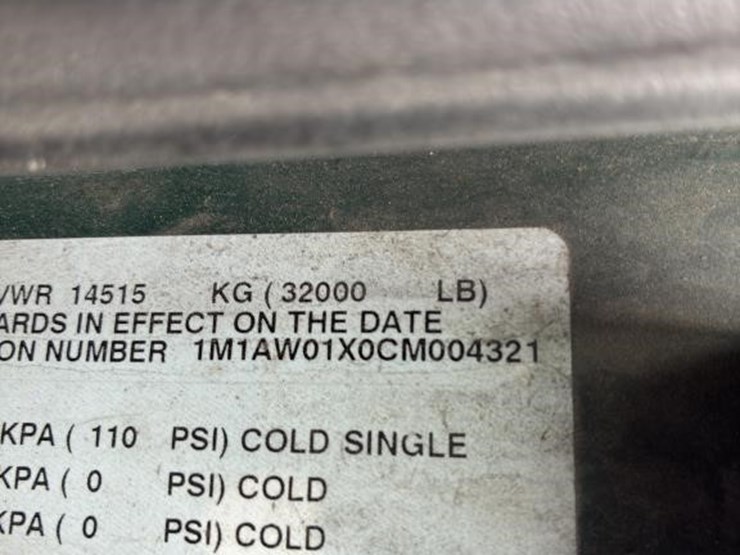 VWR 14515 KG ( 32000 LB)
ARDS IN EFFECT ON THE DATE
ON NUMBER 1M1AW01X0CM004321
KPA ( 110 PSI) COLD SINGLE
KPA ( 0 PSI) COLD
KPA ( 0 PSI) COLD